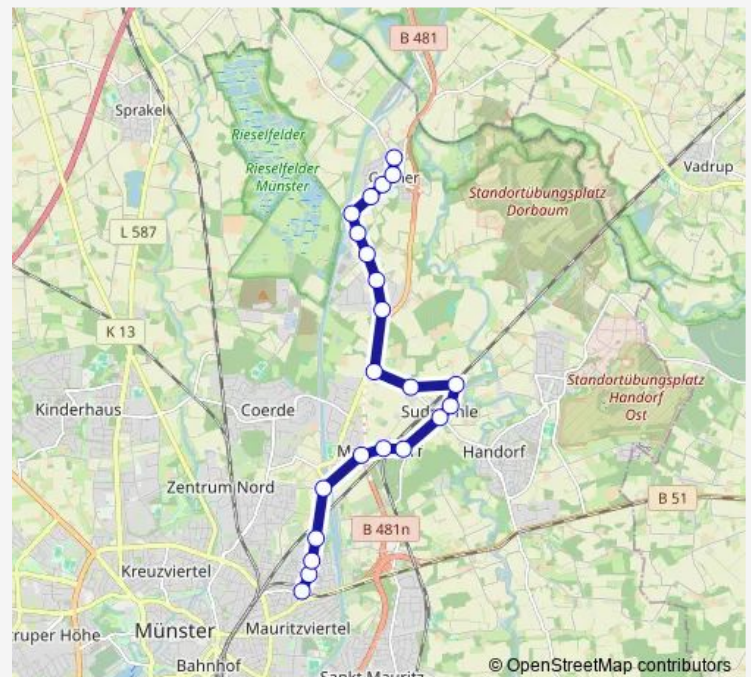 B 481
Sprakel
Rieselfelder
Rieselfelder
Münster
Vadrup
Standortübungsplatz
Dorbaum
L 587
K 13
Standortübungsplatz
Handorf
Ost
Kinderhaus
Coerde
Handorf
Zentrum Nord
B 51
B 481n
Kreuzviertel
Münster
Mauritzviertel
Bahnhof
© OpenStreetMap contributors